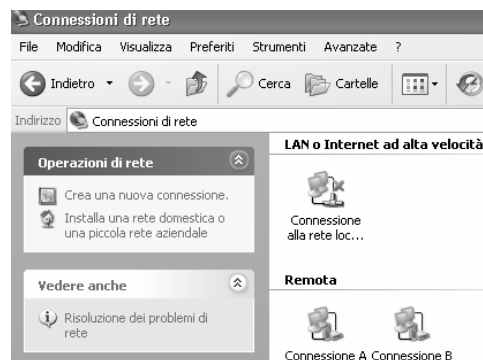 Connessioni di rete
File Modifica Visualizza Preferiti Strumenti Avanzate ?
Indietro Cerca Cartelle
Indirizzo Connessioni di rete
Operazioni di rete
Crea una nuova connessione.
Installa una rete domestica o
una piccola rete aziendale
Vedere anche
Risoluzione dei problemi di
rete
LAN o Internet ad alta velocità
Connessione
alla rete loc...
Remota
Connessione A Connessione B